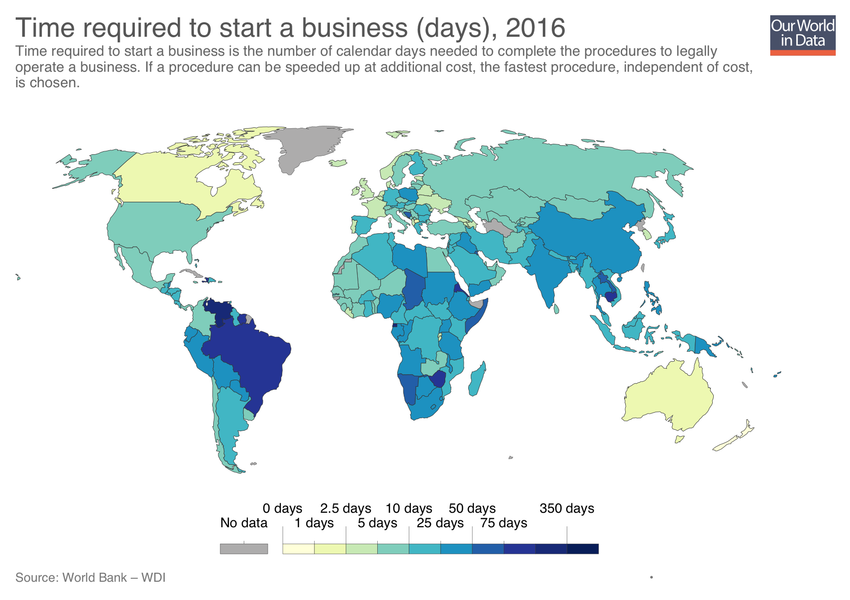 Time required to start a business (days), 2016
Time required to start a business is the number of calendar days needed to complete the procedures to legally
operate a business. If a procedure can be speeded up at additional cost, the fastest procedure, independent of cost,
is chosen.
Our World
in Data
0 days 2.5 days 10 days 50 days 350 days
No data 1 days 5 days 25 days 75 days
Source: World Bank – WDI